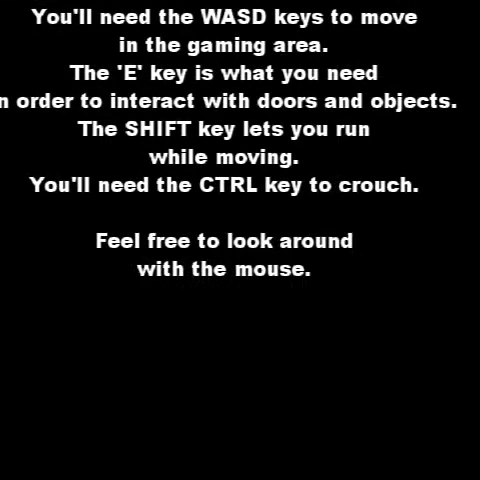 You'll need the WASD keys to move
in the gaming area.
The 'E' key is what you need
n order to interact with doors and objects.
The SHIFT key lets you run
while moving.
You'll need the CTRL key to crouch.
Feel free to look around
with the mouse.